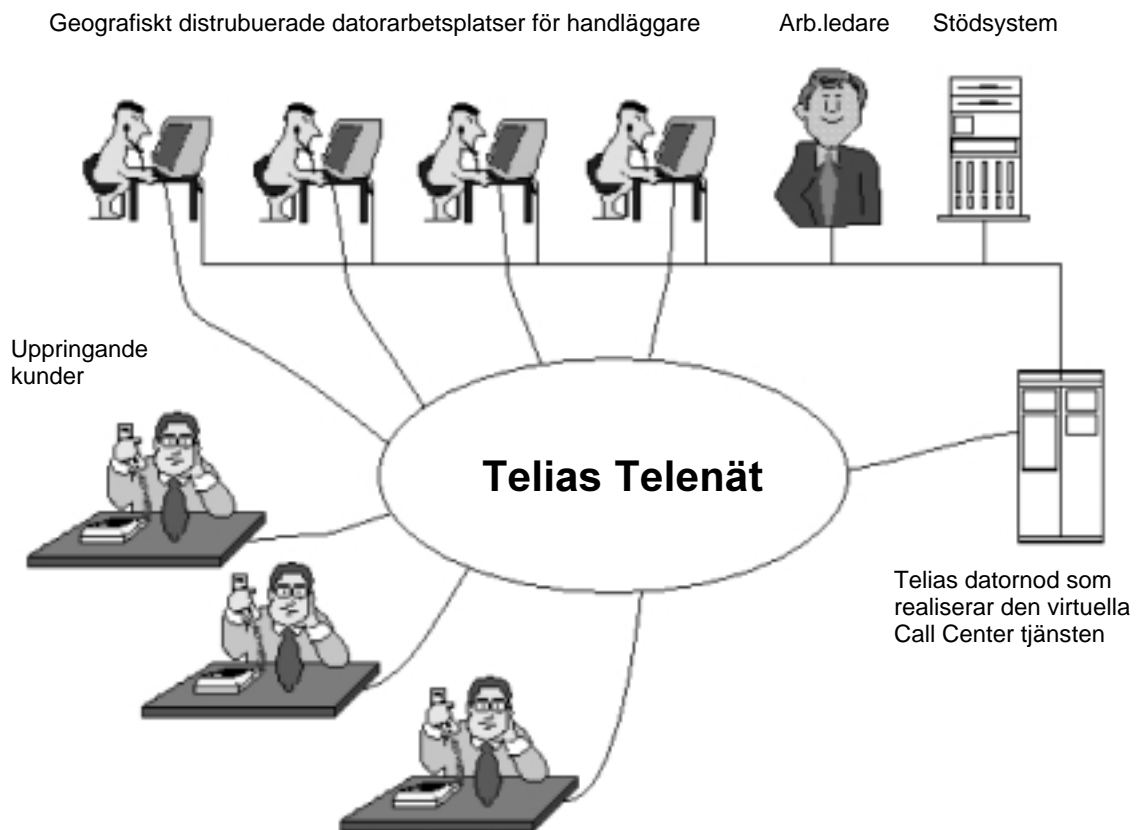 Geografiskt distrubuerade datorarbetsplatser för handläggare
Arb.ledare
Stödsystem
Uppringande
kunder
Telias Telenät
Telias datornod som
realiserar den virtuella
Call Center tjänsten